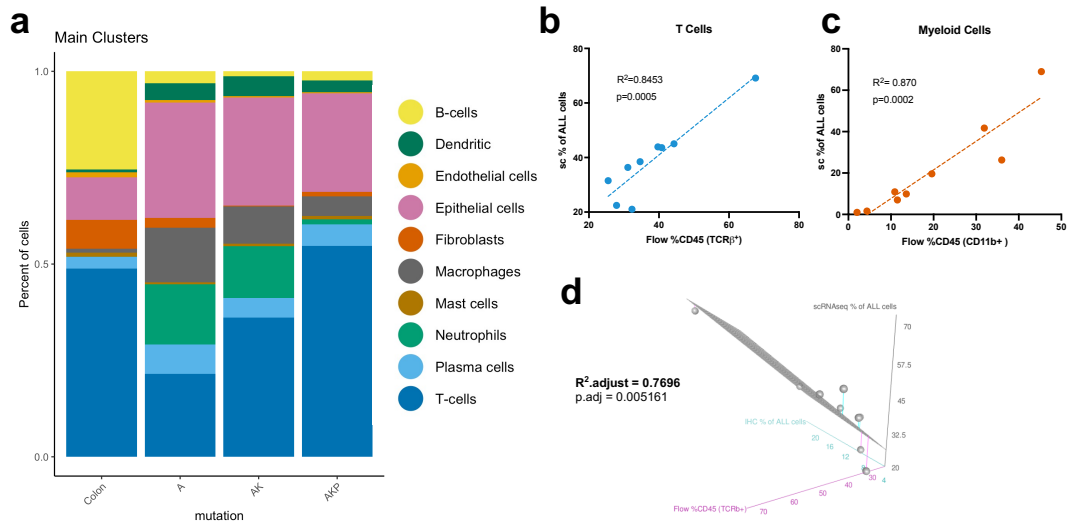 a
Main Clusters
Percent of cells
1.0
0.5
0.0
Colon
A
AK
AKP
mutation
B-cells
Dendritic
Endothelial cells
Epithelial cells
Fibroblasts
Macrophages
Mast cells
Neutrophils
Plasma cells
T-cells
b
T Cells
R²=0.8453
p=0.0005
sc % of ALL cells
80
60
40
20
20 40 60 80
Flow %CD45 (TCRβ⁺)
c
Myeloid Cells
R²= 0.870
p=0.0002
sc %of ALL cells
80
60
40
20
0
0 10 20 30 40 50
Flow %CD45 (CD11b+ )
d
R².adjust = 0.7696
p.adj = 0.005161
scRNAseq % of ALL cells
70
57.5
45
32.5
20
IHC % of ALL cells
20 16 12 8 4
Flow %CD45 (TCRb+)
70 60 50 40 30